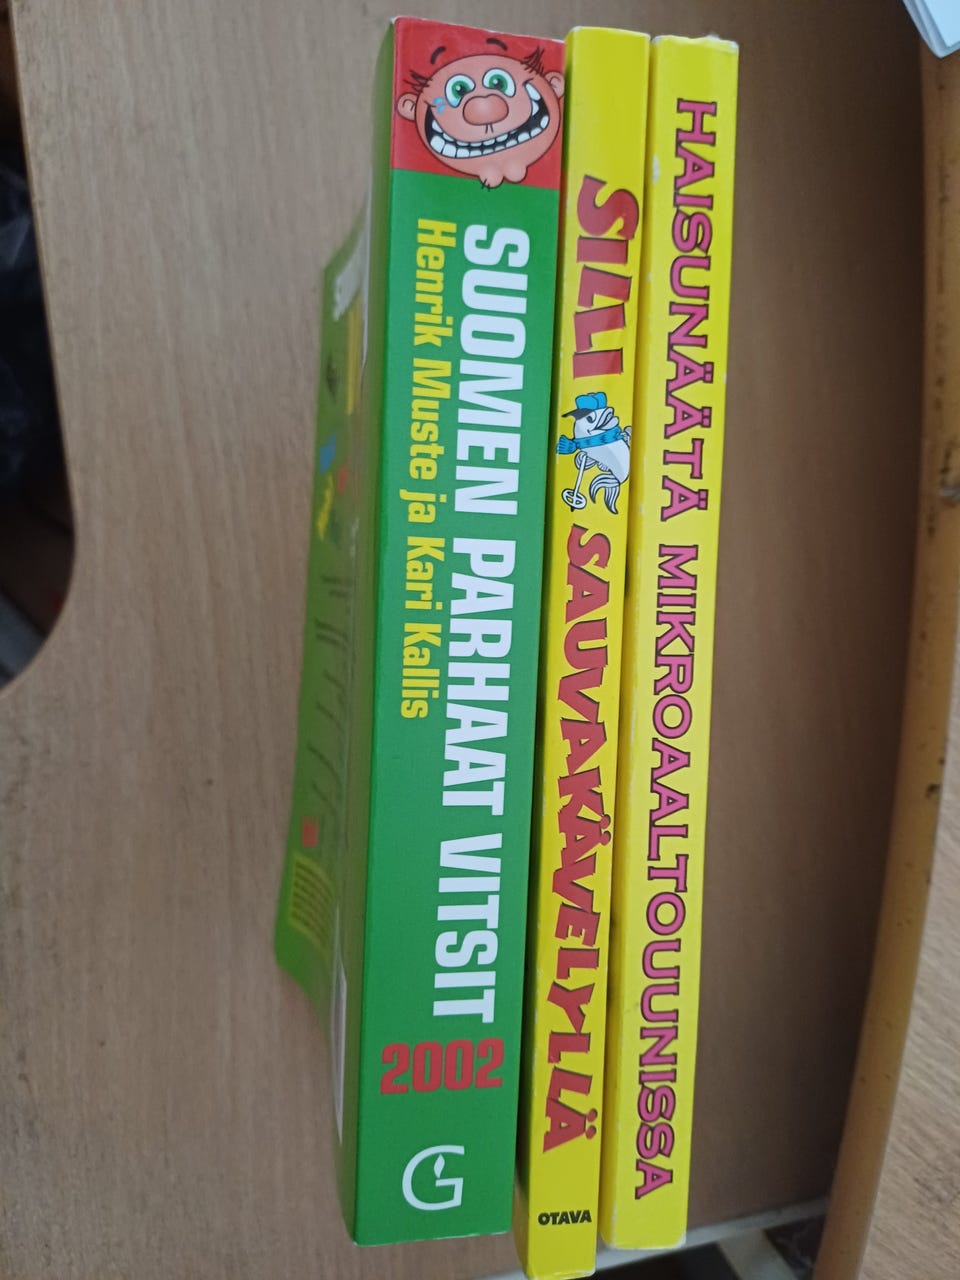 SUOMEN PARHAAT VITSIT
Henrik Muste ja Kari Kallis
2002
G
SILLI SAUVAKÄVELYLLÄ
OTAVA
HAISUNÄÄTÄ MIKROAALTOUUNISSA